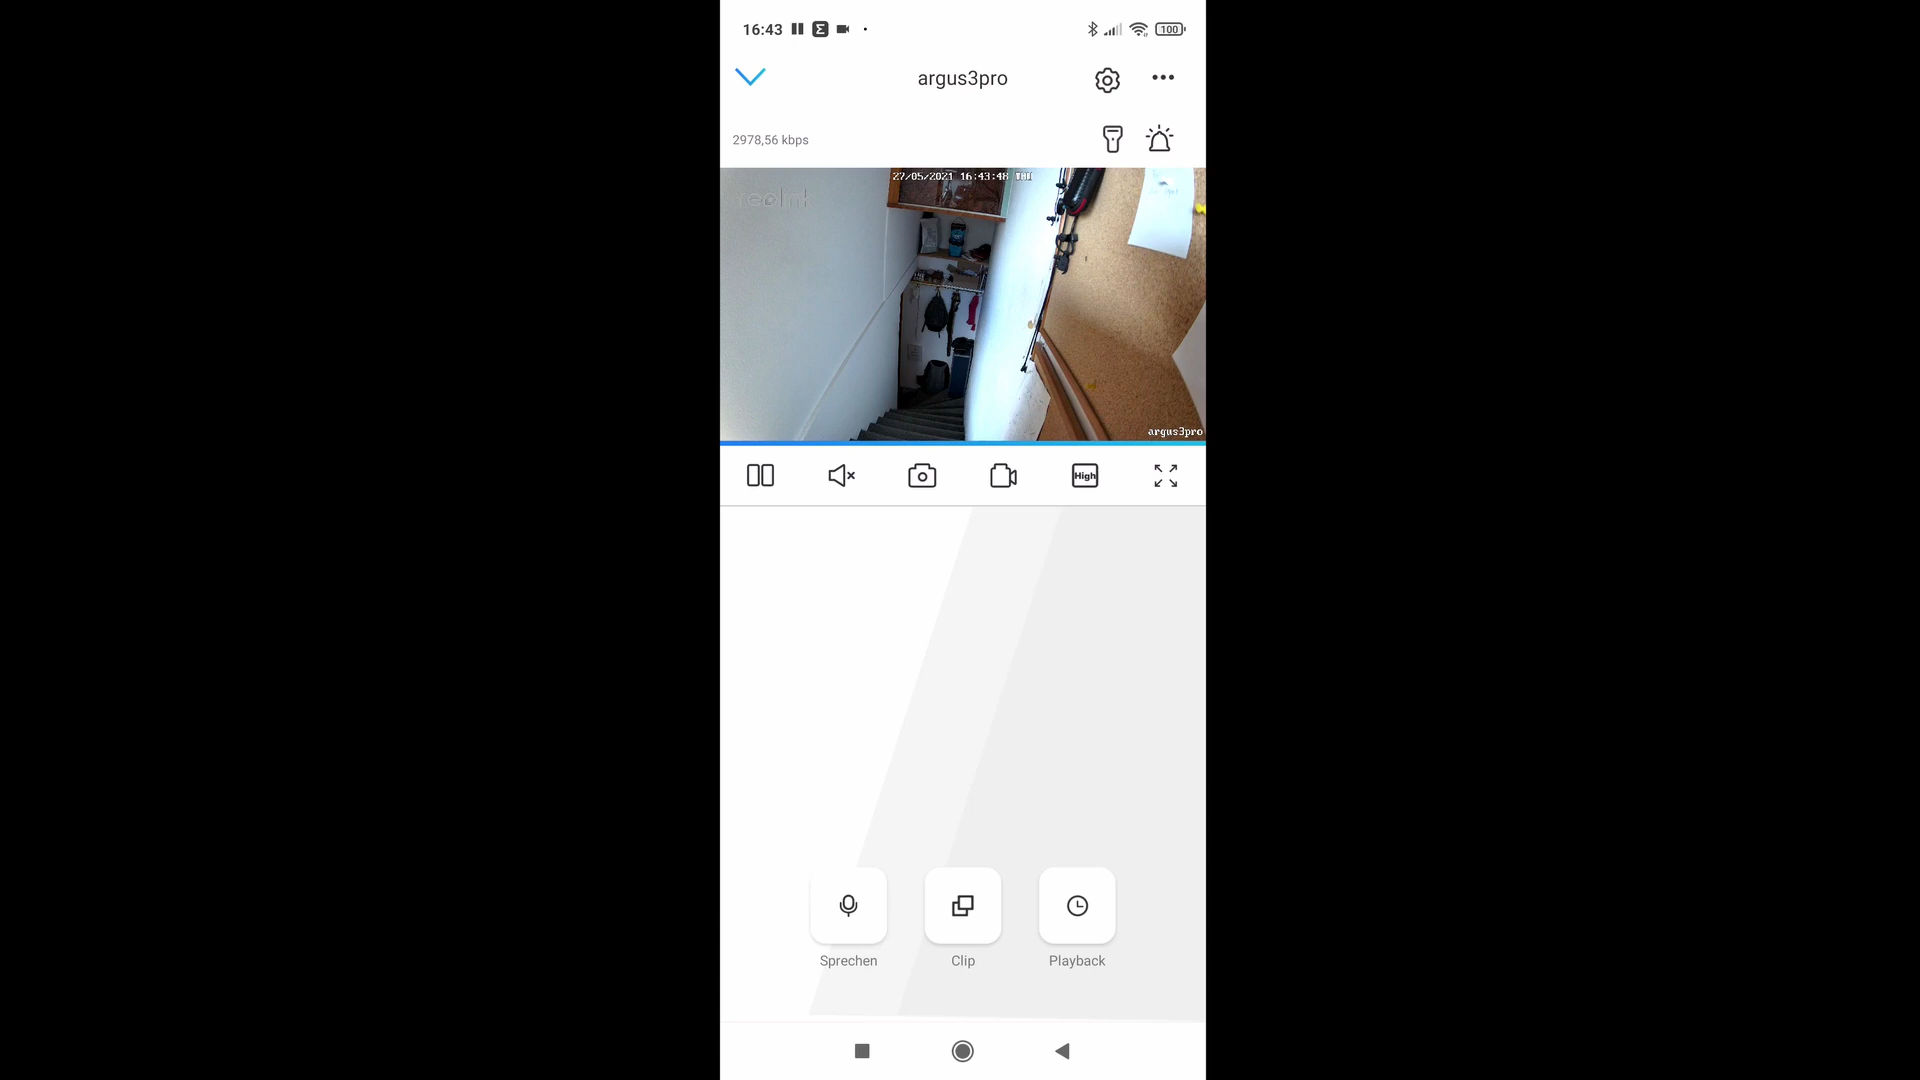 16:43 100
argus3pro
2978,56 kbps
27/05/2021 16:43:48 THU
reolink
argus3pro
High
Sprechen Clip Playback